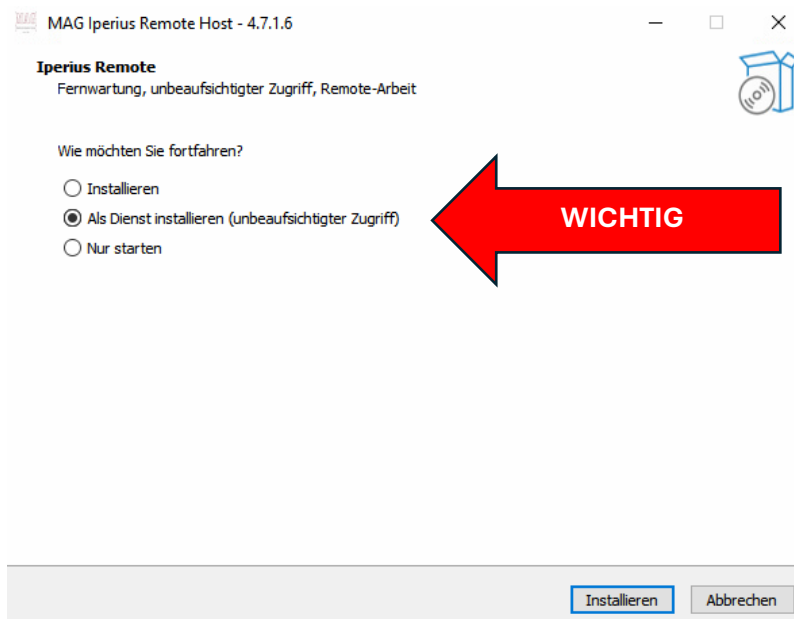 MAG Iperius Remote Host - 4.7.1.6
Iperius Remote
Fernwartung, unbeaufsichtigter Zugriff, Remote-Arbeit
Wie möchten Sie fortfahren?
Installieren
Als Dienst installieren (unbeaufsichtigter Zugriff)
WICHTIG
Nur starten
Installieren
Abbrechen